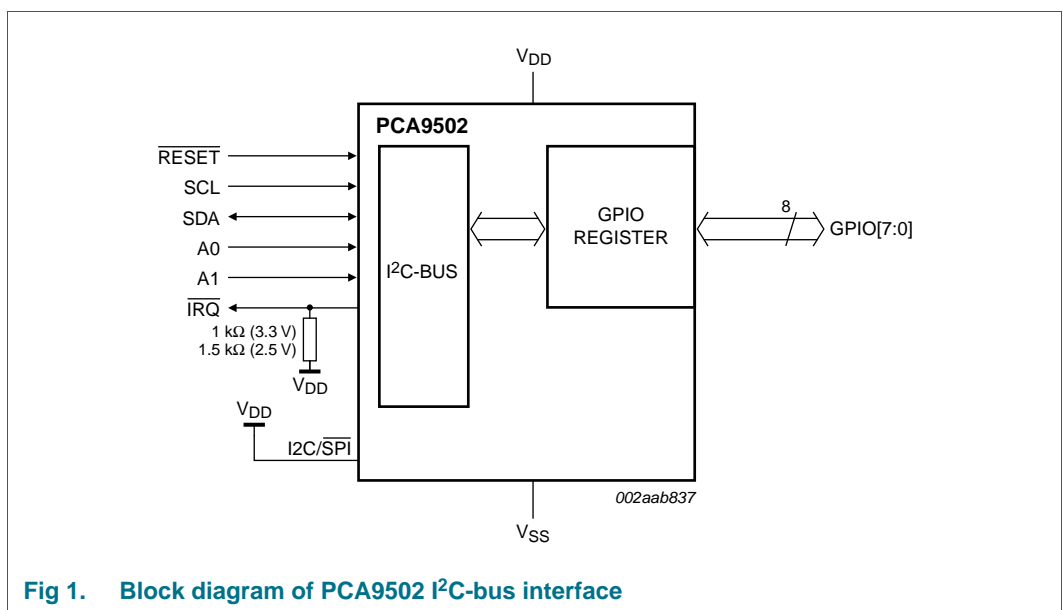 VDD
PCA9502
RESET
SCL
SDA
A0
A1
IRQ
1 kΩ (3.3 V)
1.5 kΩ (2.5 V)
VDD
VDD
I2C/SPI
I²C-BUS
GPIO
REGISTER
8
GPIO[7:0]
002aab837
VSS
Fig 1. Block diagram of PCA9502 I²C-bus interface